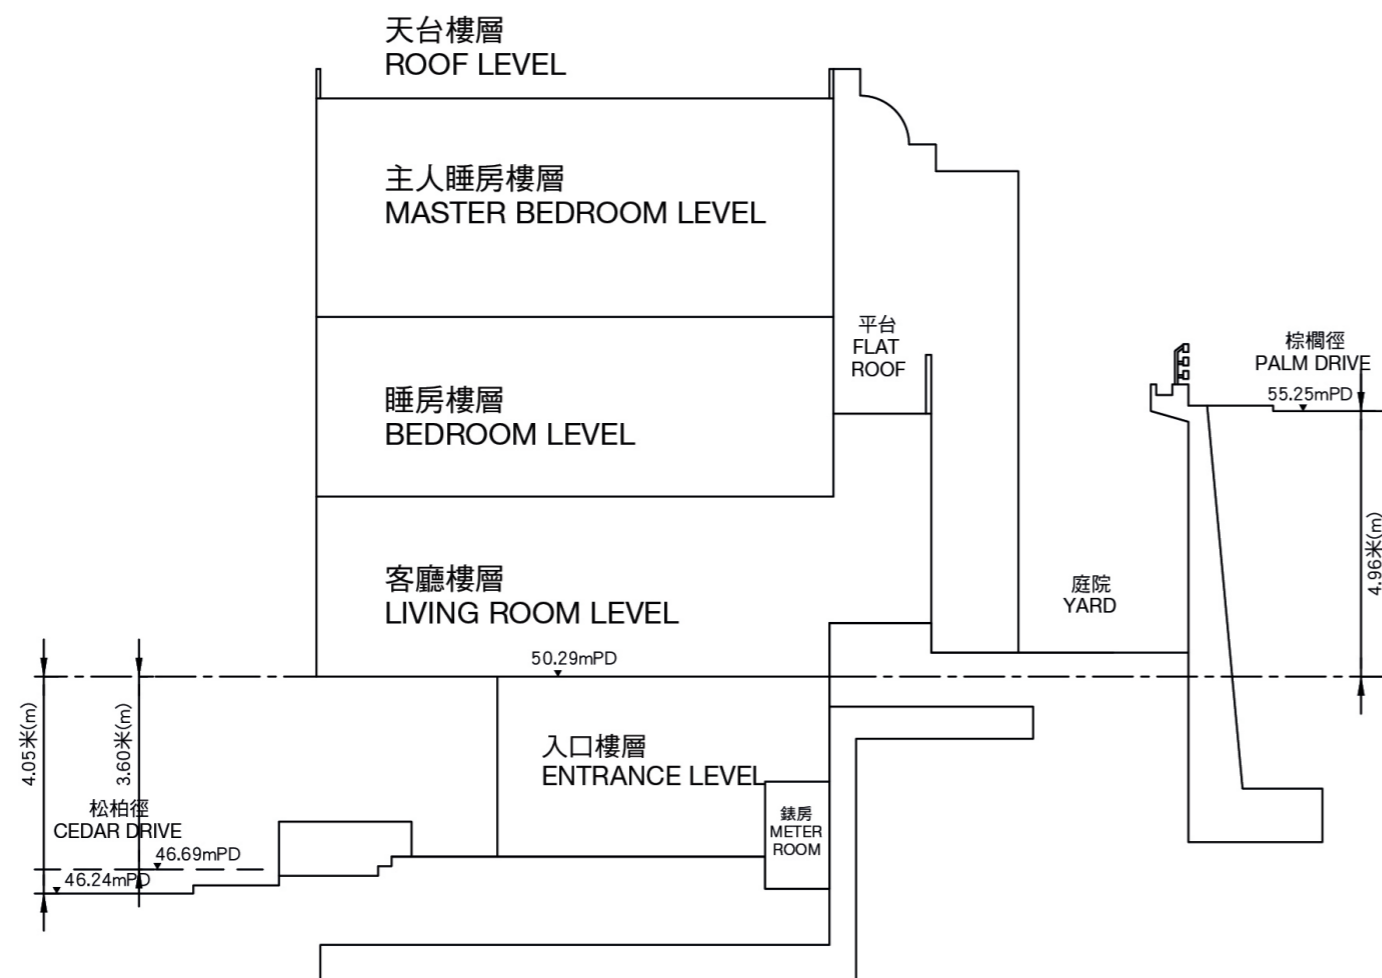 天台樓層
ROOF LEVEL
主人睡房樓層
MASTER BEDROOM LEVEL
平台
FLAT
ROOF
棕櫚徑
PALM DRIVE
55.25mPD
睡房樓層
BEDROOM LEVEL
4.96米(m)
客廳樓層
LIVING ROOM LEVEL
庭院
YARD
50.29mPD
4.05米(m)
3.60米(m)
入口樓層
ENTRANCE LEVEL
松柏徑
CEDAR DRIVE
錶房
METER
ROOM
46.69mPD
46.24mPD